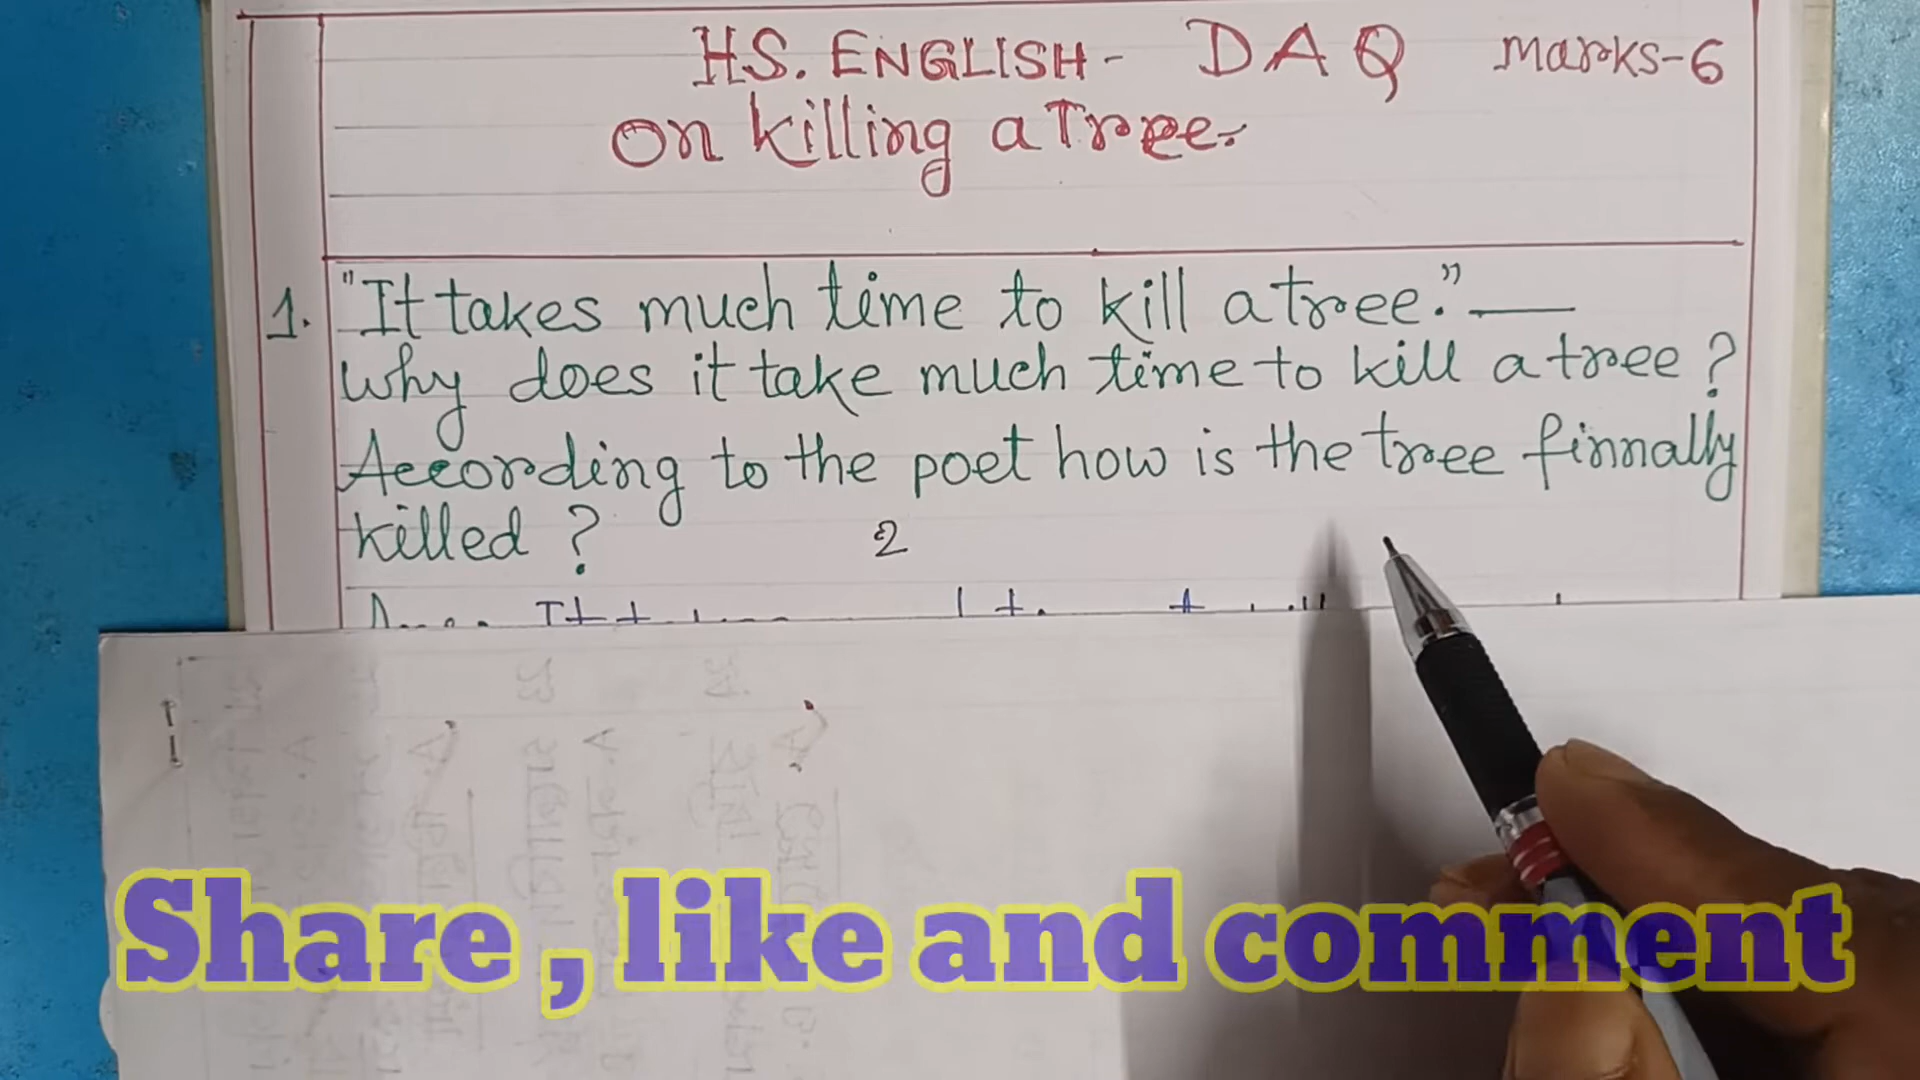 HS. ENGLISH - DAQ marks-6
On killing a Tree.
1. "It takes much time to kill a tree." —
why does it take much time to kill a tree?
According to the poet how is the tree finnally
killed? 2
Share , like and comment